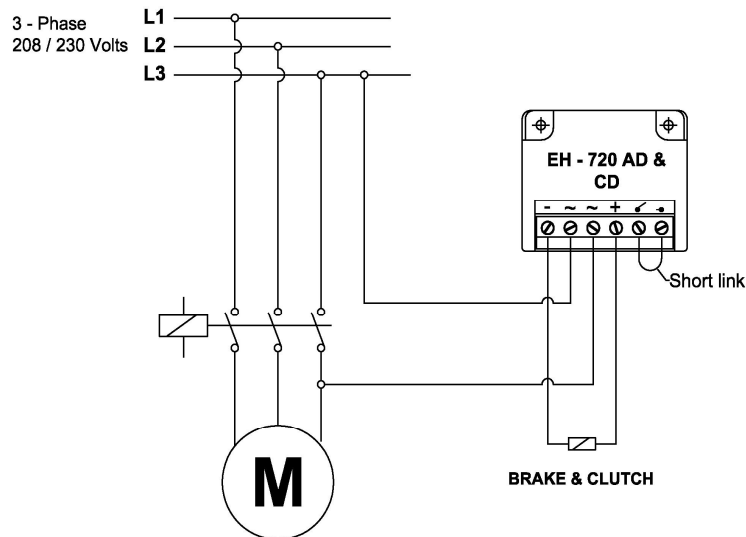 3 - Phase
208 / 230 Volts
L1
L2
L3
EH - 720 AD &
CD
- ~ ~ +
Short link
M
BRAKE & CLUTCH